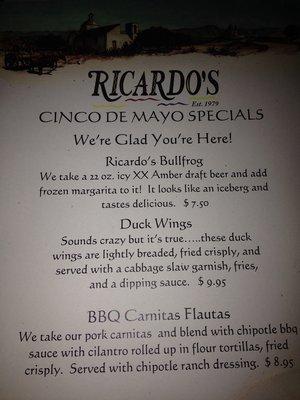 RICARDO'S
Est. 1979
CINCO DE MAYO SPECIALS
We're Glad You're Here!
Ricardo's Bullfrog
We take a 22 oz. icy XX Amber draft beer and add
frozen margarita to it! It looks like an iceberg and
tastes delicious. $ 7.50
Duck Wings
Sounds crazy but it's true.....these duck
wings are lightly breaded, fried crisply, and
served with a cabbage slaw garnish, fries,
and a dipping sauce. $ 9.95
BBQ Carnitas Flautas
We take our pork carnitas and blend with chipotle bbq
sauce with cilantro rolled up in flour tortillas, fried
crisply. Served with chipotle ranch dressing. $ 8.95